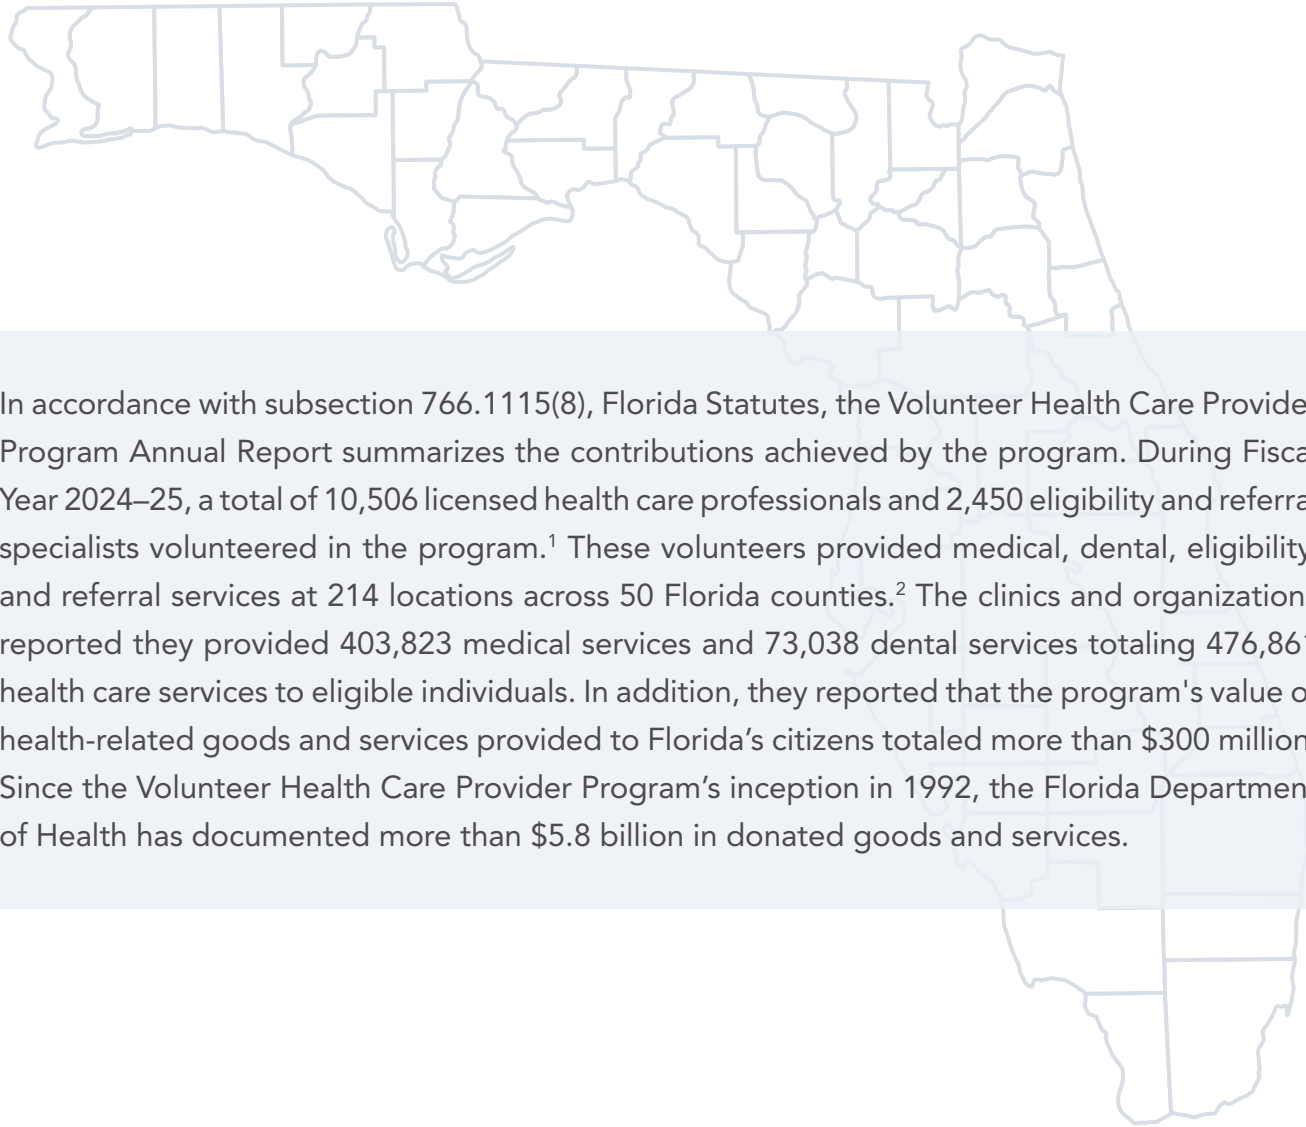 In accordance with subsection 766.1115(8), Florida Statutes, the Volunteer Health Care Provide
Program Annual Report summarizes the contributions achieved by the program. During Fisca
Year 2024–25, a total of 10,506 licensed health care professionals and 2,450 eligibility and referra
specialists volunteered in the program.¹ These volunteers provided medical, dental, eligibility
and referral services at 214 locations across 50 Florida counties.² The clinics and organization
reported they provided 403,823 medical services and 73,038 dental services totaling 476,861
health care services to eligible individuals. In addition, they reported that the program's value o
health-related goods and services provided to Florida’s citizens totaled more than $300 million
Since the Volunteer Health Care Provider Program’s inception in 1992, the Florida Departmen
of Health has documented more than $5.8 billion in donated goods and services.